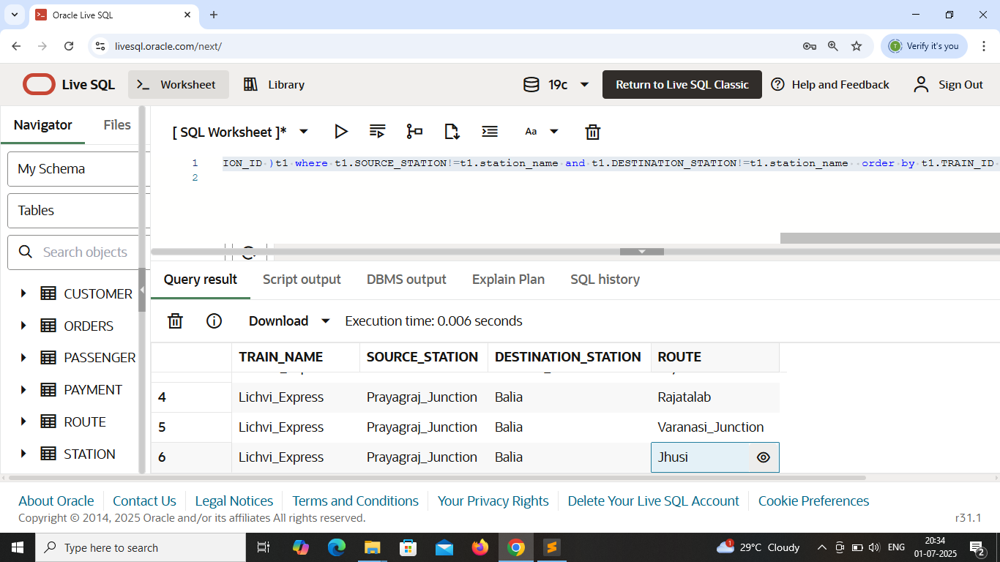 Oracle Live SQL
livesql.oracle.com/next/
Verify it's you
Live SQL
Worksheet
Library
19c
Return to Live SQL Classic
Help and Feedback
Sign Out
Navigator
Files
[ SQL Worksheet ]*
Aa
My Schema
Tables
Search objects
CUSTOMER
ORDERS
PASSENGER
PAYMENT
ROUTE
STATION
1 ION_ID )t1 where t1.SOURCE_STATION!=t1.station_name and t1.DESTINATION_STATION!=t1.station_name  order by t1.TRAIN_ID
2
Query result
Script output
DBMS output
Explain Plan
SQL history
Download
Execution time: 0.006 seconds
TRAIN_NAME SOURCE_STATION DESTINATION_STATION ROUTE
4 Lichvi_Express Prayagraj_Junction Balia Rajatalab
5 Lichvi_Express Prayagraj_Junction Balia Varanasi_Junction
6 Lichvi_Express Prayagraj_Junction Balia Jhusi
About Oracle Contact Us Legal Notices Terms and Conditions Your Privacy Rights Delete Your Live SQL Account Cookie Preferences
Copyright © 2014, 2025 Oracle and/or its affiliates All rights reserved.
r31.1
Type here to search
1
29°C Cloudy
ENG
20:34
01-07-2025
2